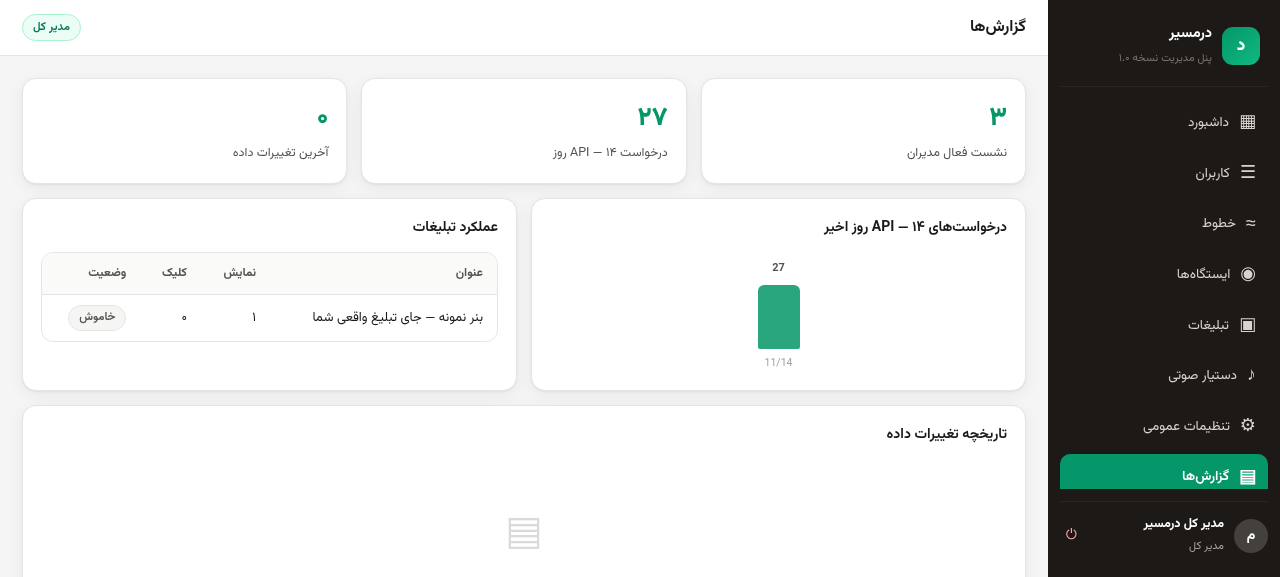 گزارش‌ها
مدیر کل
درمسیر
پنل مدیریت نسخه ۱.۰
د
داشبورد
کاربران
خطوط
ایستگاه‌ها
تبلیغات
دستیار صوتی
تنظیمات عمومی
گزارش‌ها
مدیر کل درمسیر
مدیر کل
م
۳
نشست فعال مدیران
۲۷
درخواست API — ۱۴ روز
۰
آخرین تغییرات داده
درخواست‌های API — ۱۴ روز اخیر
27
11/14
عملکرد تبلیغات
عنوان نمایش کلیک وضعیت
بنر نمونه — جای تبلیغ واقعی شما ۱ ۰ خاموش
تاریخچه تغییرات داده